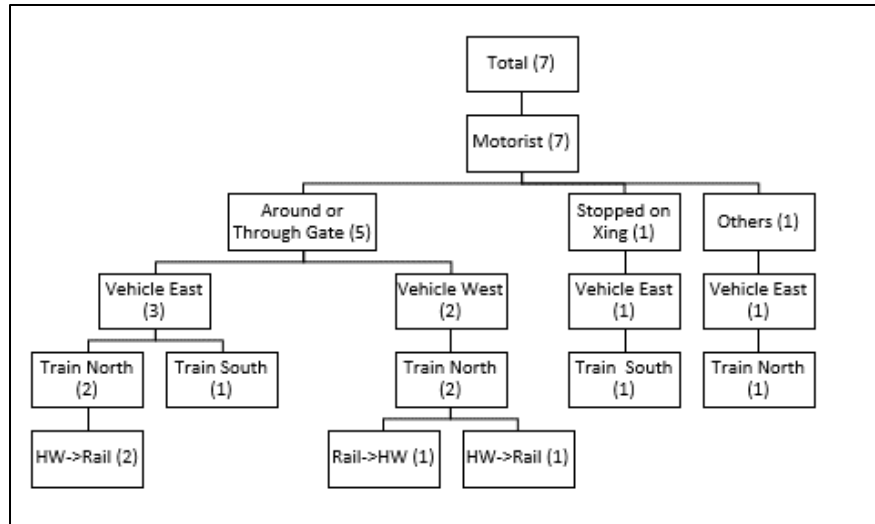 Total (7)
Motorist (7)
Around or
Through Gate (5)
Stopped on
Xing (1)
Others (1)
Vehicle East
(3)
Vehicle West
(2)
Vehicle East
(1)
Vehicle East
(1)
Train North
(2)
Train South
(1)
Train North
(2)
Train South
(1)
Train North
(1)
HW->Rail (2)
Rail->HW (1)
HW->Rail (1)